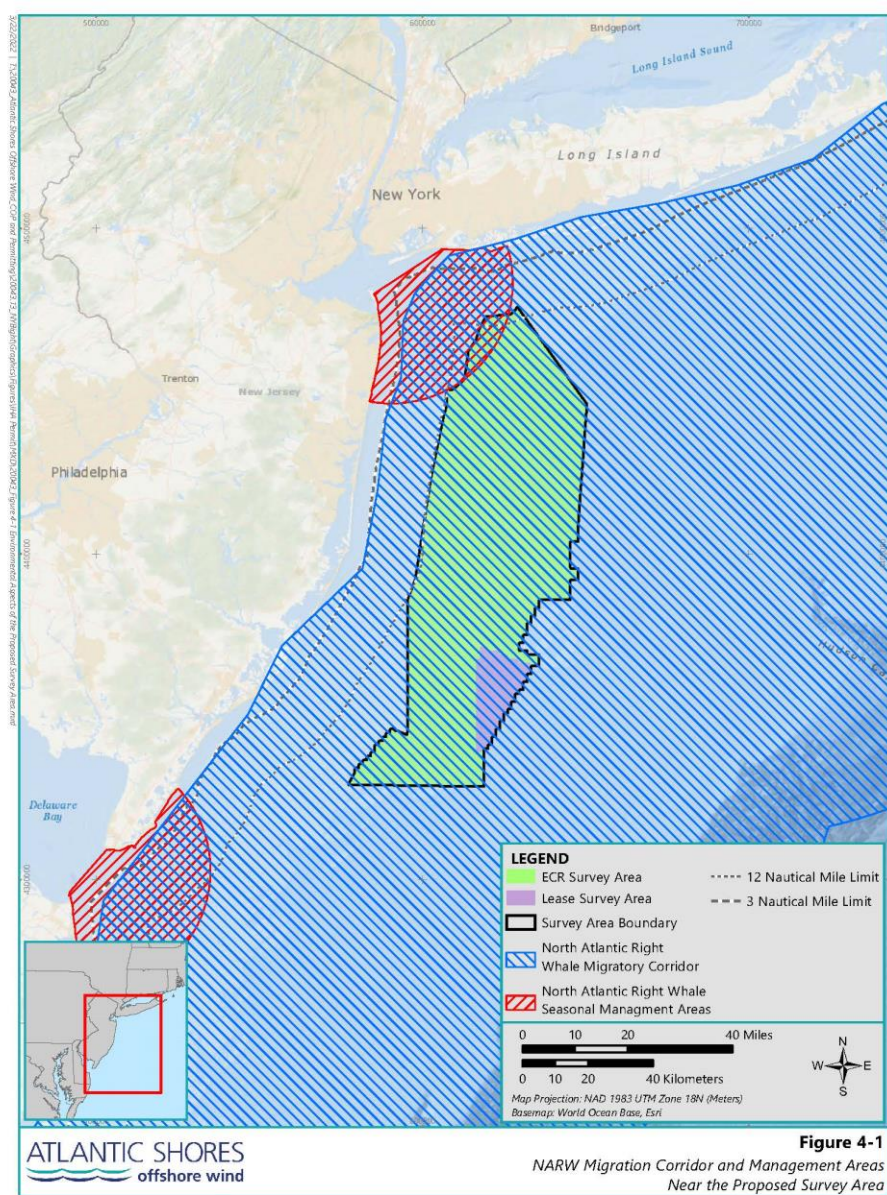 500000
600000
700000
Bridgeport
Long Island Sound
Long Island
New York
4500000
Trenton
New Jersey
Philadelphia
4400000
Delaware
Bay
4300000
LEGEND
ECR Survey Area
Lease Survey Area
Survey Area Boundary
North Atlantic Right
Whale Migratory Corridor
North Atlantic Right Whale
Seasonal Managment Areas
12 Nautical Mile Limit
3 Nautical Mile Limit
0 10 20 40 Miles
0 10 20 40 Kilometers
N
W E
S
Map Projection: NAD 1983 UTM Zone 18N (Meters)
Basemap: World Ocean Base, Esri
ATLANTIC SHORES
offshore wind
Figure 4-1
NARW Migration Corridor and Management Areas
Near the Proposed Survey Area